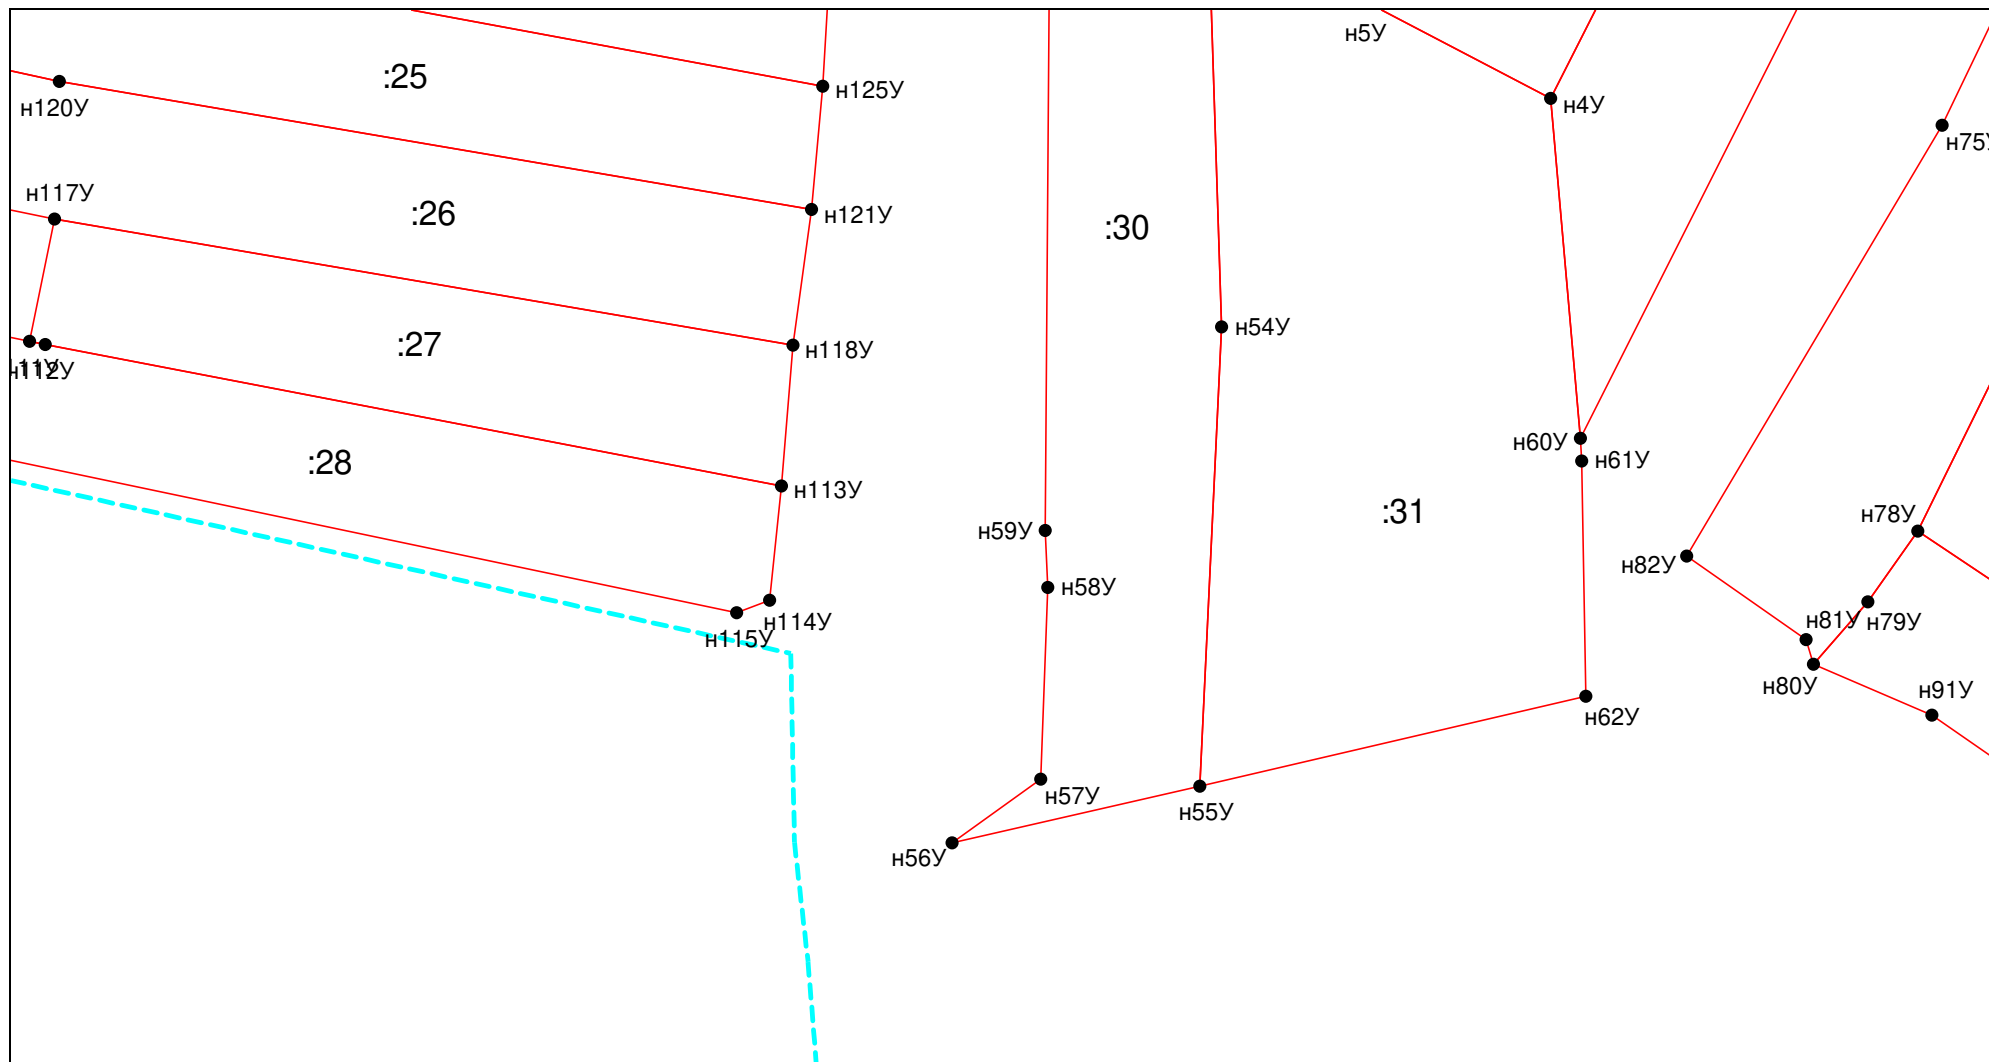 н5У
:25
н125У
н120У
н4У
н75У
н117У
:26
н121У
:30
:27
н118У
н54У
н112У
:28
н60У
н61У
н113У
:31
н59У
н78У
н82У
н58У
н114У
н115У
н81У
н79У
н80У
н91У
н62У
н57У
н55У
н56У